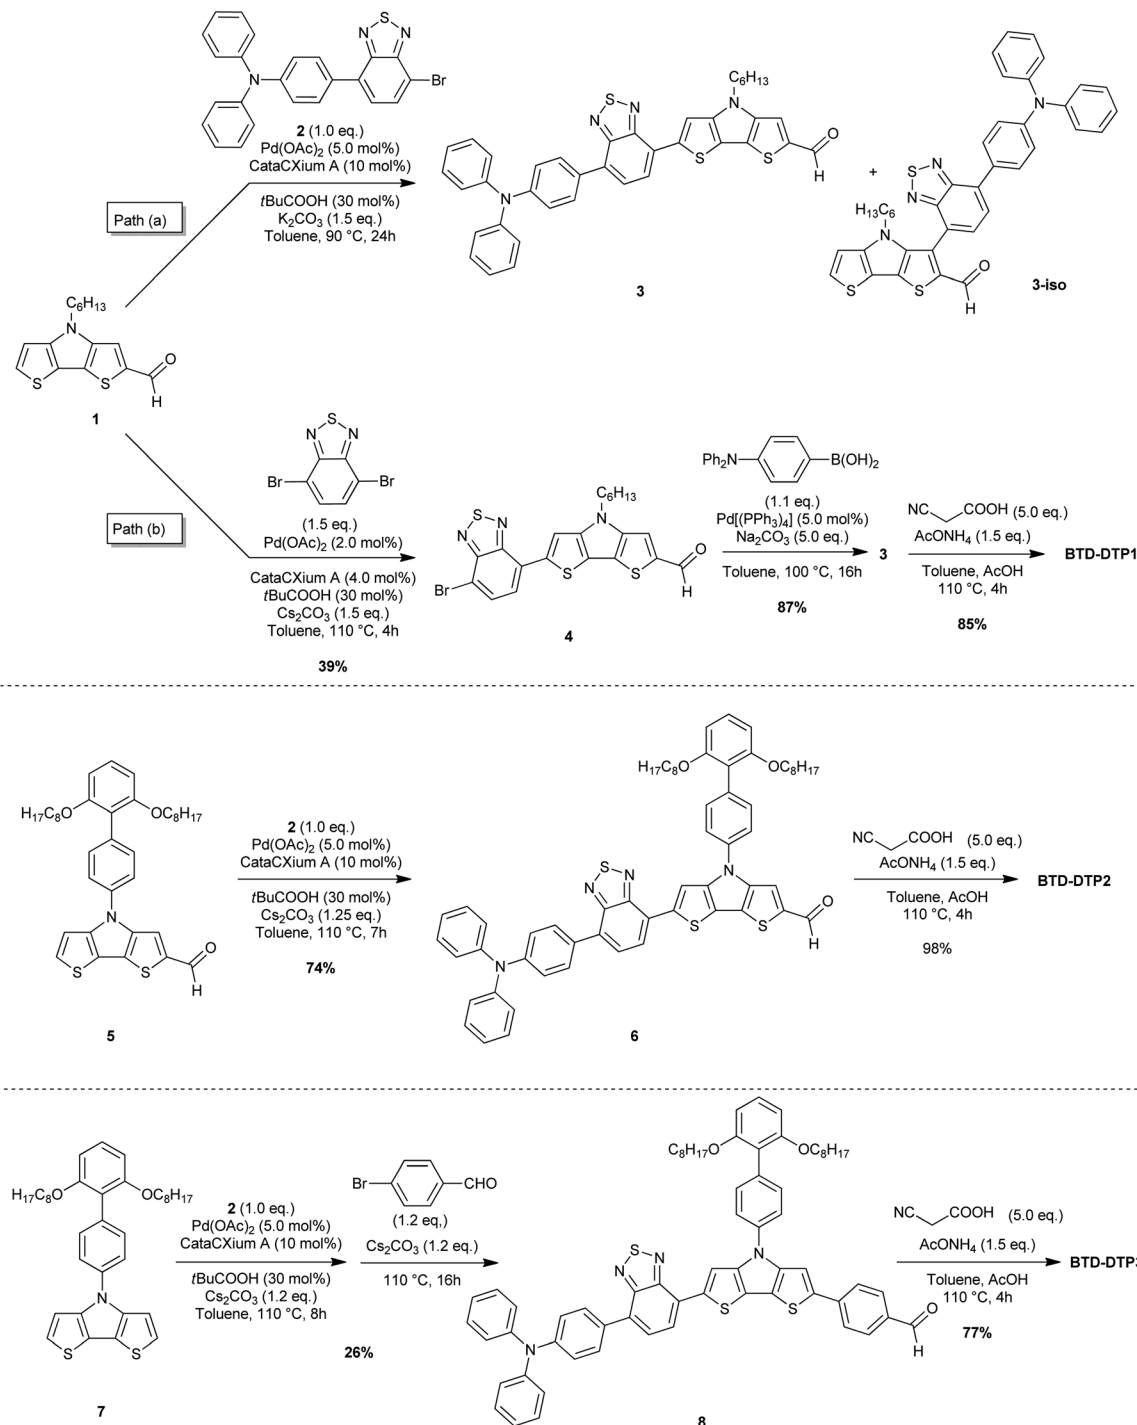 2 (1.0 eq.)
Pd(OAc)2 (5.0 mol%)
CataCXium A (10 mol%)
tBuCOOH (30 mol%)
K2CO3 (1.5 eq.)
Toluene, 90 °C, 24h
Path (a)
N
S
N
N
Br
C6H13
N
S
N
N
S
S
O
H
N
3
+
N
N
S
N
H13C6
N
S
S
O
H
3-iso
C6H13
N
S
S
O
H
1
Path (b)
S
N
N
Br
Br
(1.5 eq.)
Pd(OAc)2 (2.0 mol%)
CataCXium A (4.0 mol%)
tBuCOOH (30 mol%)
Cs2CO3 (1.5 eq.)
Toluene, 110 °C, 4h
39%
C6H13
N
S
N
N
S
S
O
H
Br
4
Ph2N
B(OH)2
(1.1 eq.)
Pd[(PPh3)4] (5.0 mol%)
Na2CO3 (5.0 eq.)
Toluene, 100 °C, 16h
87%
3
NC COOH (5.0 eq.)
AcONH4 (1.5 eq.)
Toluene, AcOH
110 °C, 4h
85%
BTD-DTP1
H17C8O OC8H17
N
S
S
O
H
5
2 (1.0 eq.)
Pd(OAc)2 (5.0 mol%)
CataCXium A (10 mol%)
tBuCOOH (30 mol%)
Cs2CO3 (1.25 eq.)
Toluene, 110 °C, 7h
74%
H17C8O OC8H17
N
S
N
N
S
S
O
H
N
6
NC COOH (5.0 eq.)
AcONH4 (1.5 eq.)
Toluene, AcOH
110 °C, 4h
98%
BTD-DTP2
H17C8O OC8H17
N
S
S
7
2 (1.0 eq.)
Pd(OAc)2 (5.0 mol%)
CataCXium A (10 mol%)
tBuCOOH (30 mol%)
Cs2CO3 (1.2 eq.)
Toluene, 110 °C, 8h
Br CHO
(1.2 eq,)
Cs2CO3 (1.2 eq.)
110 °C, 16h
26%
C8H17O OC8H17
N
S
N
N
S
S
O
H
N
8
NC COOH (5.0 eq.)
AcONH4 (1.5 eq.)
Toluene, AcOH
110 °C, 4h
77%